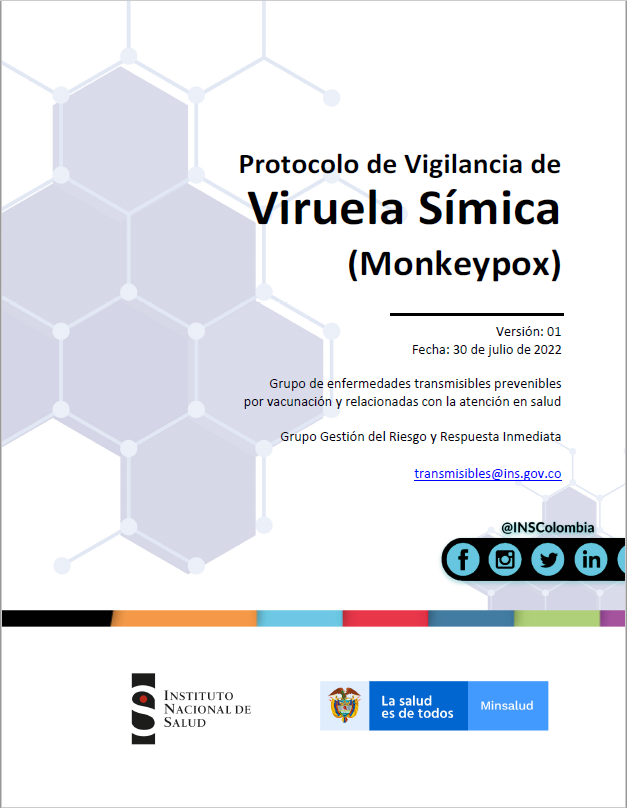 Protocolo de Vigilancia de
Viruela Símica
(Monkeypox)
Versión: 01
Fecha: 30 de julio de 2022
Grupo de enfermedades transmisibles prevenibles
por vacunación y relacionadas con la atención en salud
Grupo Gestión del Riesgo y Respuesta Inmediata
transmisibles@ins.gov.co
@INSColombia
INSTITUTO
NACIONAL DE
SALUD
La salud
es de todos
Minsalud